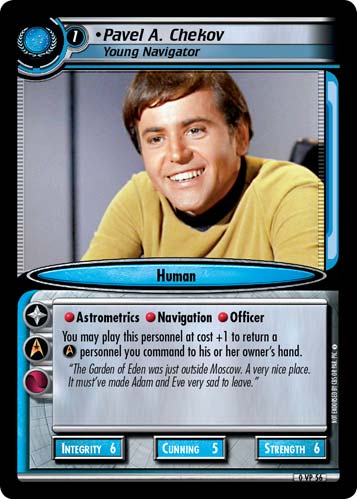 1
•Pavel A. Chekov
Young Navigator
Human
Astrometrics Navigation Officer
You may play this personnel at cost +1 to return a
A personnel you command to his or her owner's hand.
"The Garden of Eden was just outside Moscow. A very nice place.
It must've made Adam and Eve very sad to leave."
Integrity 6 Cunning 5 Strength 6
0 VP 56